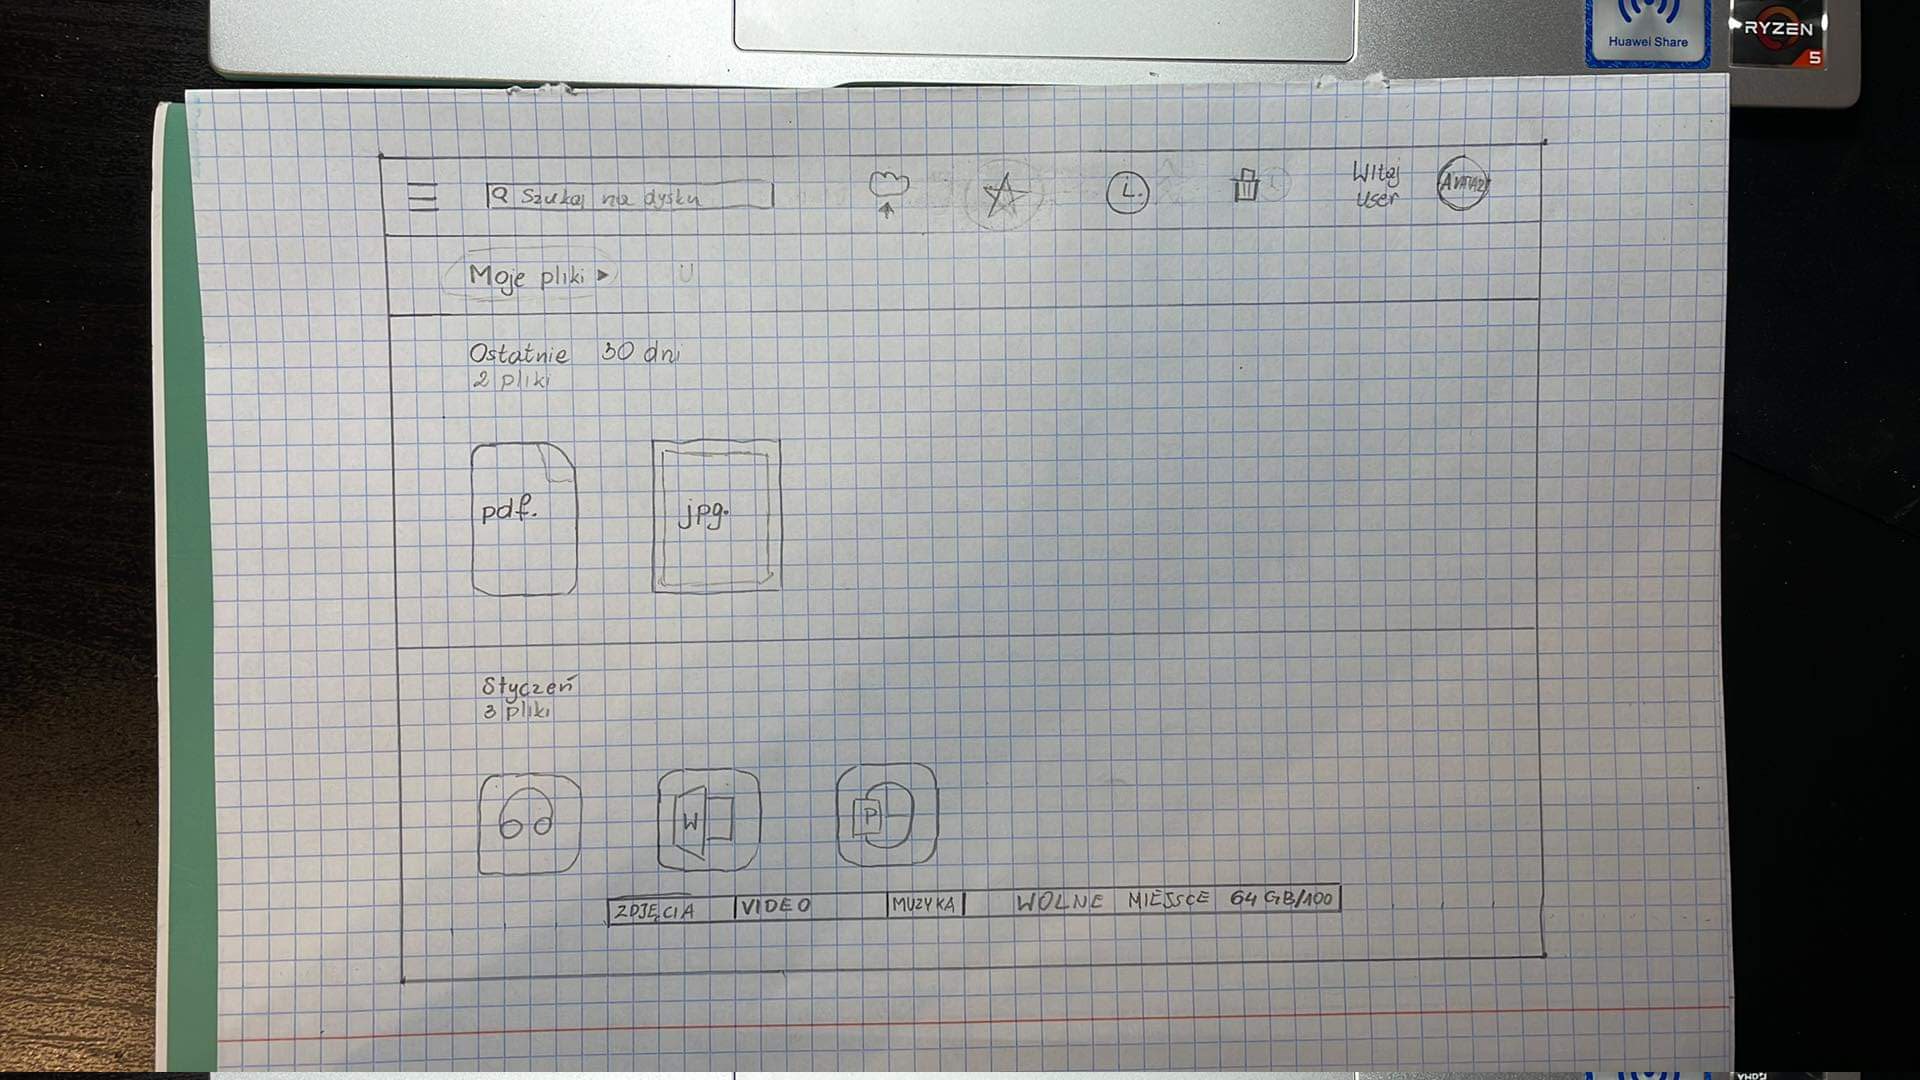 Huawei Share
RYZEN
5
Szukaj na dysku
L.
Witaj
user
AVATAR
Moje pliki
U
Ostatnie 30 dni
2 pliki
pdf.
jpg.
Styczeń
3 pliki
W
P
ZDJĘCIA
VIDEO
MUZYKA
WOLNE MIEJSCE 64 GB/100